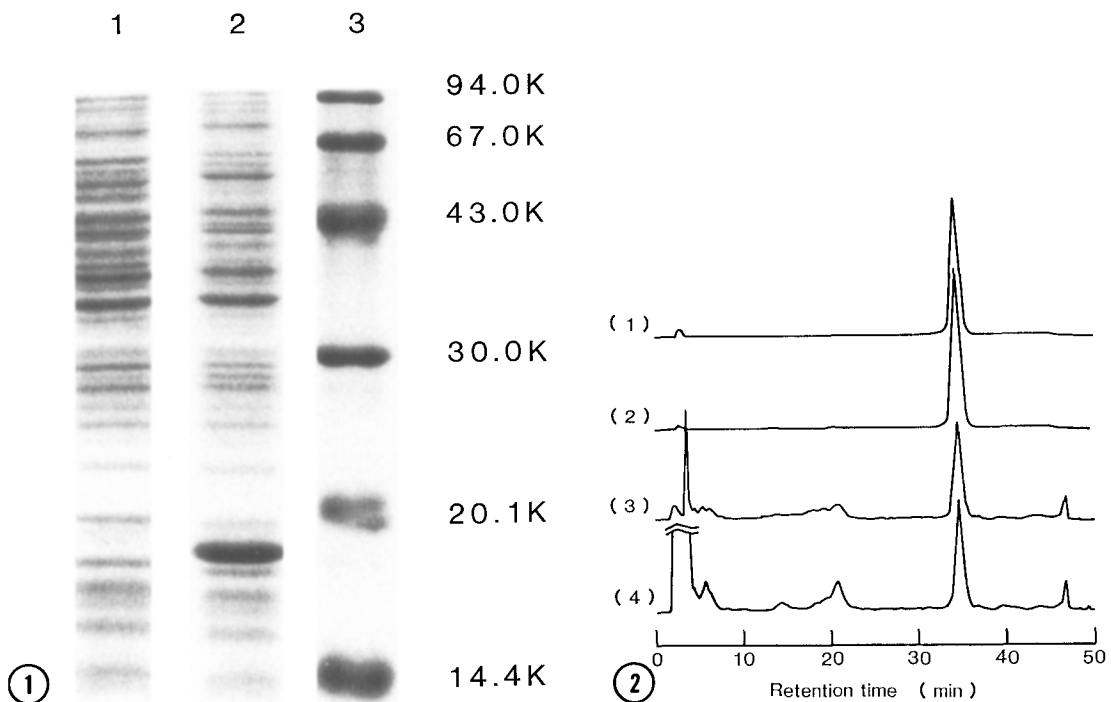 1 2 3
94.0K
67.0K
43.0K
30.0K
20.1K
14.4K
1
( 1 )
( 2 )
( 3 )
( 4 )
0 10 20 30 40 50
Retention time ( min )
2